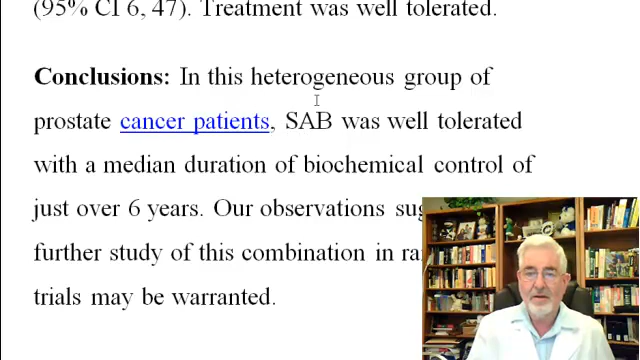 (95% CI 6, 47). Treatment was well tolerated.
Conclusions: In this heterogeneous group of
prostate cancer patients, SAB was well tolerated
with a median duration of biochemical control of
just over 6 years. Our observations
further study of this combination in
trials may be warranted.